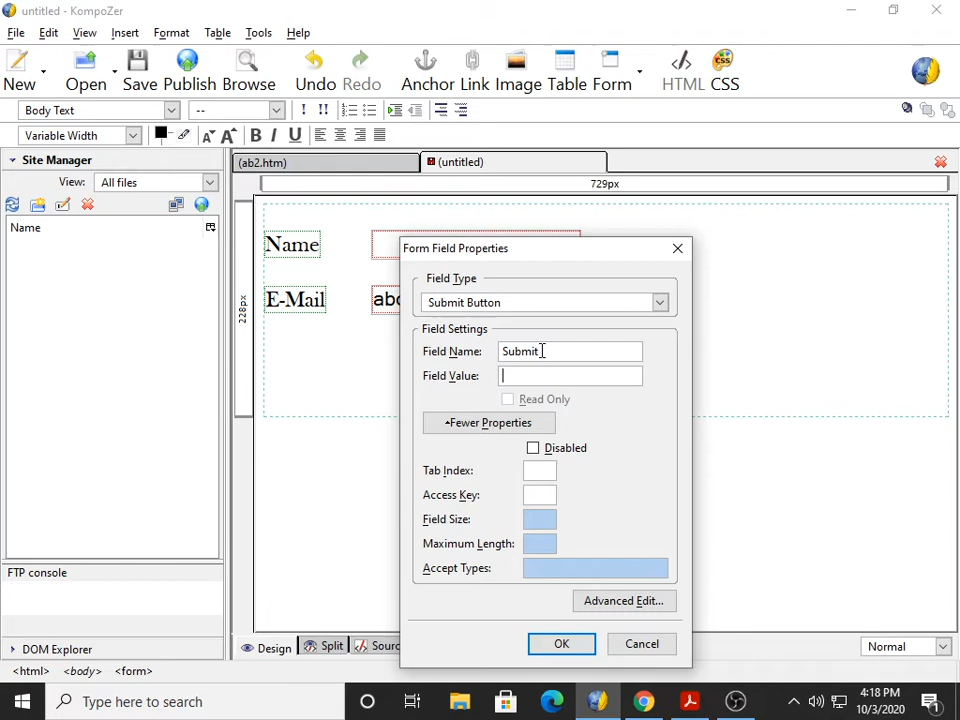 untitled - KompoZer
File Edit View Insert Format Table Tools Help
New Open Save Publish Browse Undo Redo Anchor Link Image Table Form HTML CSS
Body Text --
Variable Width B I U
Site Manager
View: All files
Name
(ab2.htm) (untitled)
729px
228px
Name
E-Mail abc
Form Field Properties
Field Type
Submit Button
Field Settings
Field Name: Submit
Field Value:
Read Only
Fewer Properties
Disabled
Tab Index:
Access Key:
Field Size:
Maximum Length:
Accept Types:
Advanced Edit...
OK Cancel
FTP console
DOM Explorer
Design Split Sourc
Normal
<html> <body> <form>
Type here to search
4:18 PM
10/3/2020
1